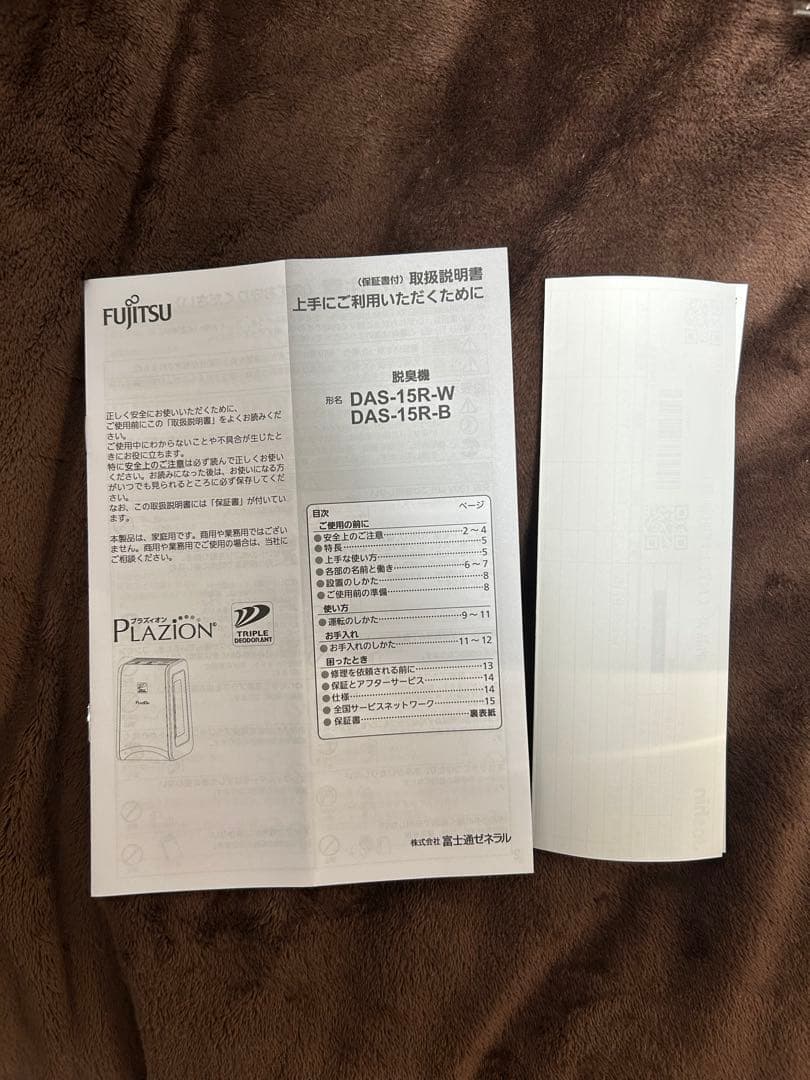 FUJITSU
(保証書付) 取扱説明書
上手にご利用いただくために
脱臭機
形名 DAS-15R-W
DAS-15R-B
正しく安全にお使いいただくために、
ご使用前にこの「取扱説明書」をよくお読みくだ
さい。
ご使用中にわからないことや不具合が生じたと
きにお役に立ちます。
特に安全上のご注意は必ず読んで正しくお使い
ください。お読みになった後は、お使いになる方
がいつでも見られるところに必ず保存してくだ
さい。
なお、この取扱説明書には「保証書」が付いてい
ます。
本製品は、家庭用です。商用や業務用ではござい
ません。商用や業務用でご使用の場合は、当社に
ご相談ください。
プラズィオン
PLAZION
TRIPLE
DEODORANT
目次 ページ
ご使用の前に
●安全上のご注意………2～4
●特長………5
●上手な使い方………5
●各部の名前と働き………6～7
●設置のしかた………8
●ご使用前の準備………8
使い方
●運転のしかた………9～11
お手入れ
●お手入れのしかた………11～12
困ったとき
●修理を依頼される前に………13
●保証とアフターサービス………14
●仕様………14
●全国サービスネットワーク………15
●保証書………裏表紙
株式会社 富士通ゼネラル